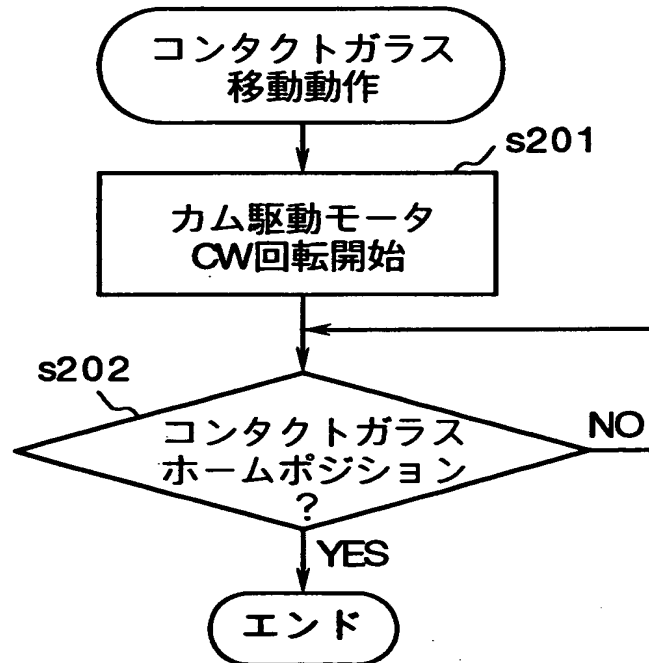 コンタクトガラス
移動動作
s201
カム駆動モータ
CW回転開始
s202
コンタクトガラス
ホームポジション
?
NO
YES
エンド